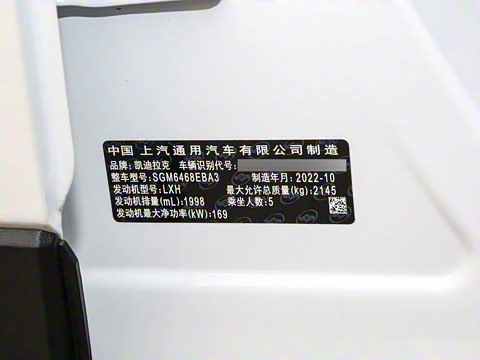 中国 上汽通用汽车有限公司制造
品牌:凯迪拉克 车辆识别代号:
整车型号:SGM6468EBA3 制造年月:2022-10
发动机型号:LXH 最大允许总质量(kg):2145
发动机排量(mL):1998 乘坐人数:5
发动机最大净功率(kW):169